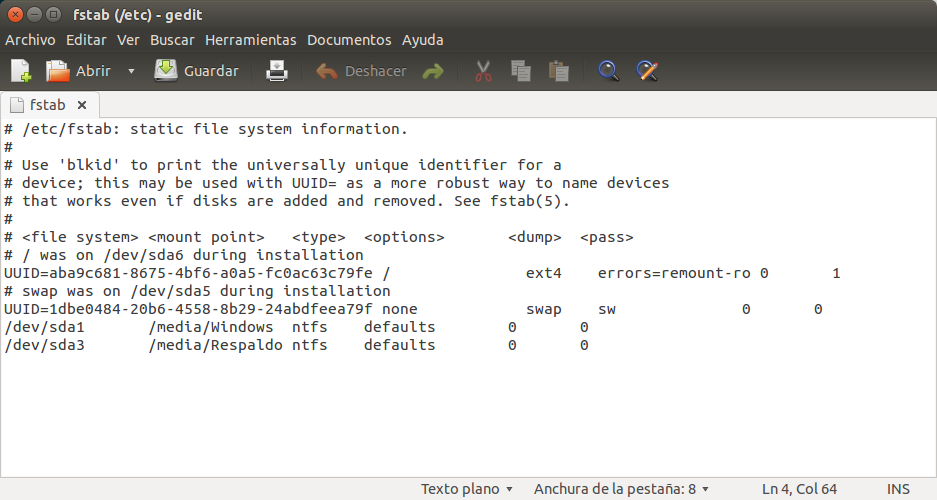 fstab (/etc) - gedit
Archivo Editar Ver Buscar Herramientas Documentos Ayuda
Abrir Guardar Deshacer
fstab
# /etc/fstab: static file system information.
#
# Use 'blkid' to print the universally unique identifier for a
# device; this may be used with UUID= as a more robust way to name devices
# that works even if disks are added and removed. See fstab(5).
#
# <file system> <mount point>   <type>  <options>       <dump>  <pass>
# / was on /dev/sda6 during installation
UUID=aba9c681-8675-4bf6-a0a5-fc0ac63c79fe /               ext4    errors=remount-ro 0       1
# swap was on /dev/sda5 during installation
UUID=1dbe0484-20b6-4558-8b29-24abdfeea79f none            swap    sw              0       0
/dev/sda1       /media/Windows  ntfs    defaults        0       0
/dev/sda3       /media/Respaldo ntfs    defaults        0       0
Texto plano Anchura de la pestaña: 8 Ln 4, Col 64 INS